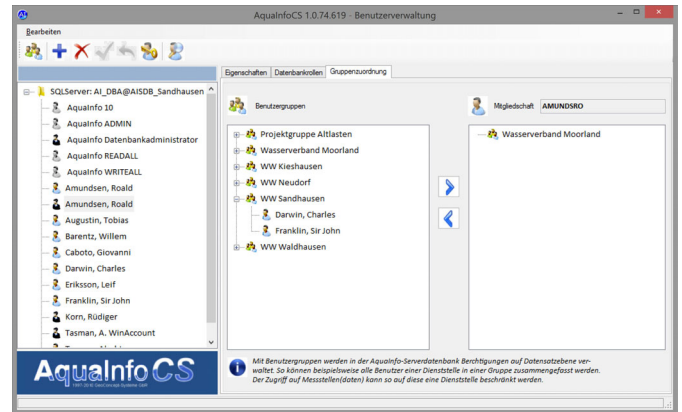 AquaInfoCS 1.0.74.619 - Benutzerverwaltung
Bearbeiten
Eigenschaften Datenbankrollen Gruppenzuordnung
SQLServer: AI_DBA@AISDB_Sandhausen
AquaInfo 10
AquaInfo ADMIN
AquaInfo Datenbankadministrator
AquaInfo READALL
AquaInfo WRITEALL
Amundsen, Roald
Amundsen, Roald
Augustin, Tobias
Barentz, Willem
Caboto, Giovanni
Darwin, Charles
Eriksson, Leif
Franklin, Sir John
Korn, Rüdiger
Tasman, A. WinAccount
Benutzergruppen
Projektgruppe Altlasten
Wasserverband Moorland
WW Kieshausen
WW Neudorf
WW Sandhausen
Darwin, Charles
Franklin, Sir John
WW Waldhausen
Mitgliedschaft AMUNDSRO
Wasserverband Moorland
AquaInfo CS
Mit Benutzergruppen werden in der AquaInfo-Serverdatenbank Berchtigungen auf Datensatzebene ver-
waltet. So können beispielsweise alle Benutzer einer Dienststelle in einer Gruppe zusammengefasst werden.
Der Zugriff auf Messstellen(daten) kann so auf diese eine Dienststelle beschränkt werden.